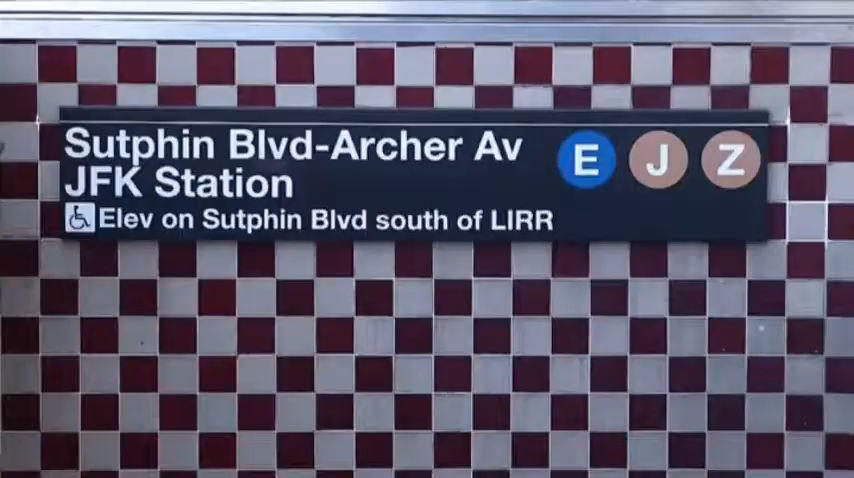 Sutphin Blvd-Archer Av E J Z
JFK Station
Elev on Sutphin Blvd south of LIRR